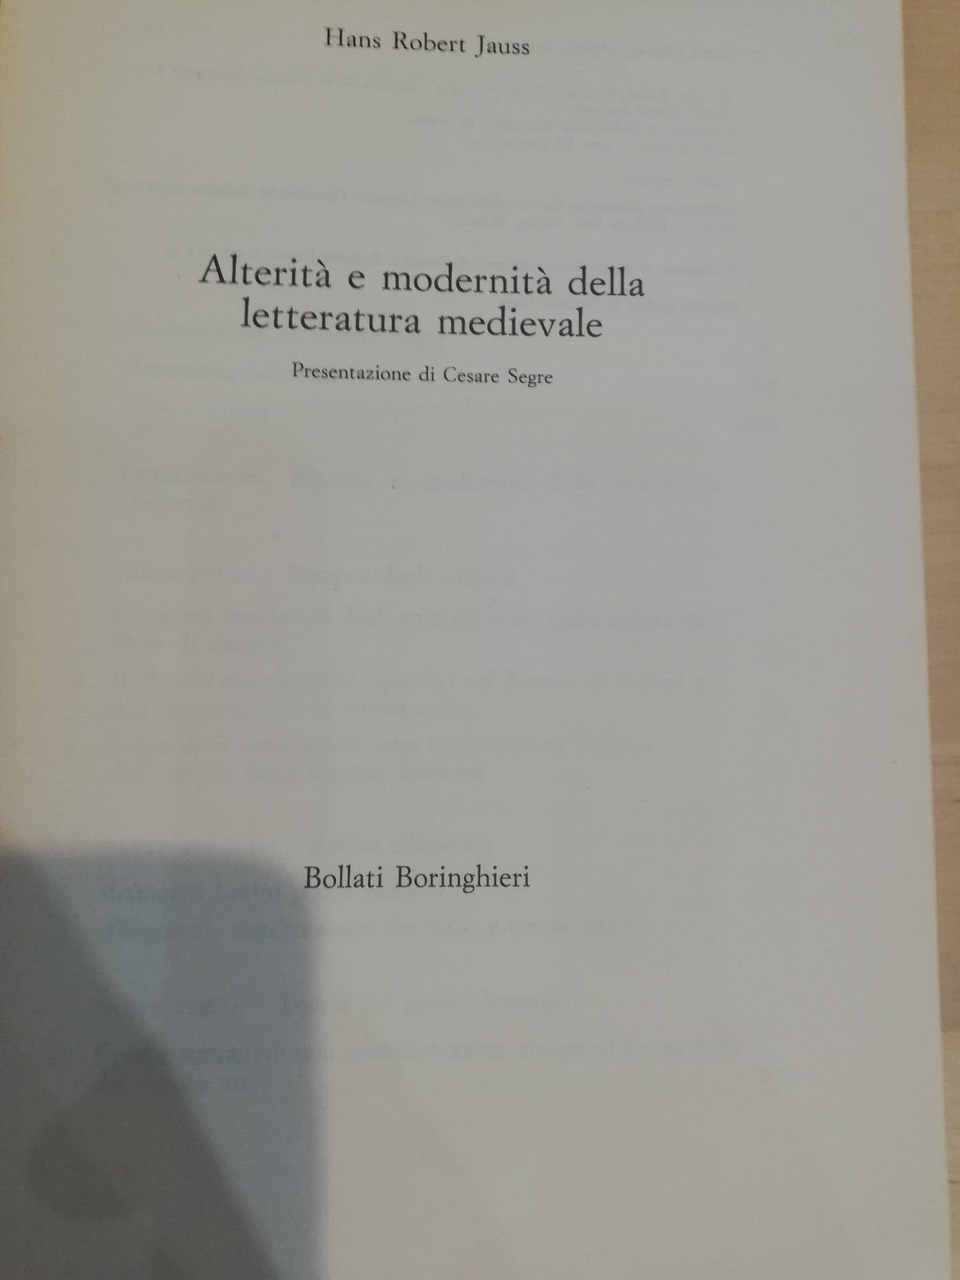 Hans Robert Jauss
Alterità e modernità della
letteratura medievale
Presentazione di Cesare Segre
Bollati Boringhieri